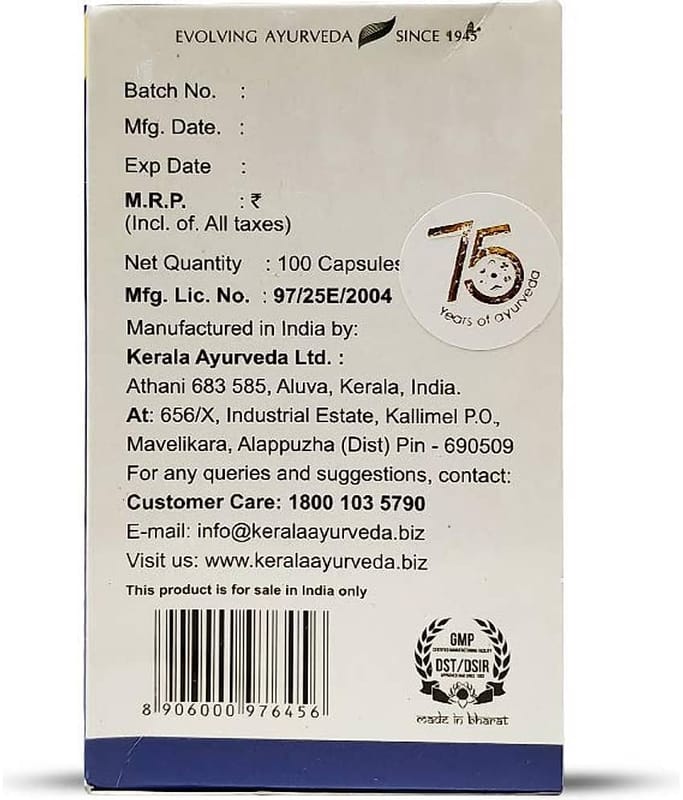 EVOLVING AYURVEDA SINCE 1945
Batch No. :
Mfg. Date. :
Exp Date :
M.R.P. : ₹
(Incl. of. All taxes)
Net Quantity : 100 Capsules
Mfg. Lic. No. : 97/25E/2004
75
years of ayurveda
Manufactured in India by:
Kerala Ayurveda Ltd. :
Athani 683 585, Aluva, Kerala, India.
At: 656/X, Industrial Estate, Kallimel P.O.,
Mavelikara, Alappuzha (Dist) Pin - 690509
For any queries and suggestions, contact:
Customer Care: 1800 103 5790
E-mail: info@keralaayurveda.biz
Visit us: www.keralaayurveda.biz
This product is for sale in India only
8 906000 976456
GMP
CERTIFIED MANUFACTURING FACILITY
DST/DSIR
made in bharat